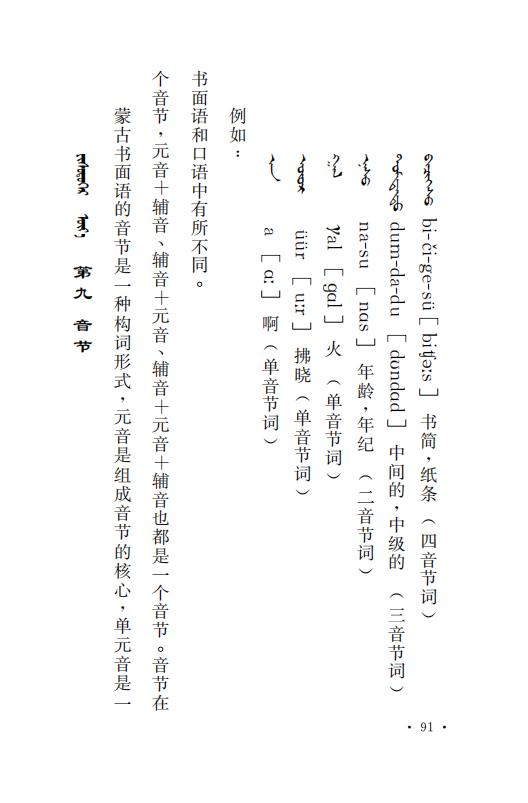 第九 音节
蒙古书面语的音节是一种构词形式,元音是组成音节的核心,单元音是一
个音节,元音＋辅音、辅音＋元音、辅音＋元音＋辅音也都是一个音节。音节在
书面语和口语中有所不同。
例如:
ᠠ a [ɑː] 啊(单音节词)
ᠦᠦᠷ üür [uːr] 拂晓(单音节词)
ᠭᠠᠯ γal [gɑl] 火(单音节词)
ᠨᠠᠰᠤ na-su [nɑs] 年龄,年纪(二音节词)
ᠳᠤᠮᠳᠠᠳᠤ dum-da-du [dʊndɑd] 中间的,中级的(三音节词)
ᠪᠢᠴᠢᠭᠡᠰᠦ bi-či-ge-sü[biʧəːs] 书简,纸条(四音节词)
· 91 ·